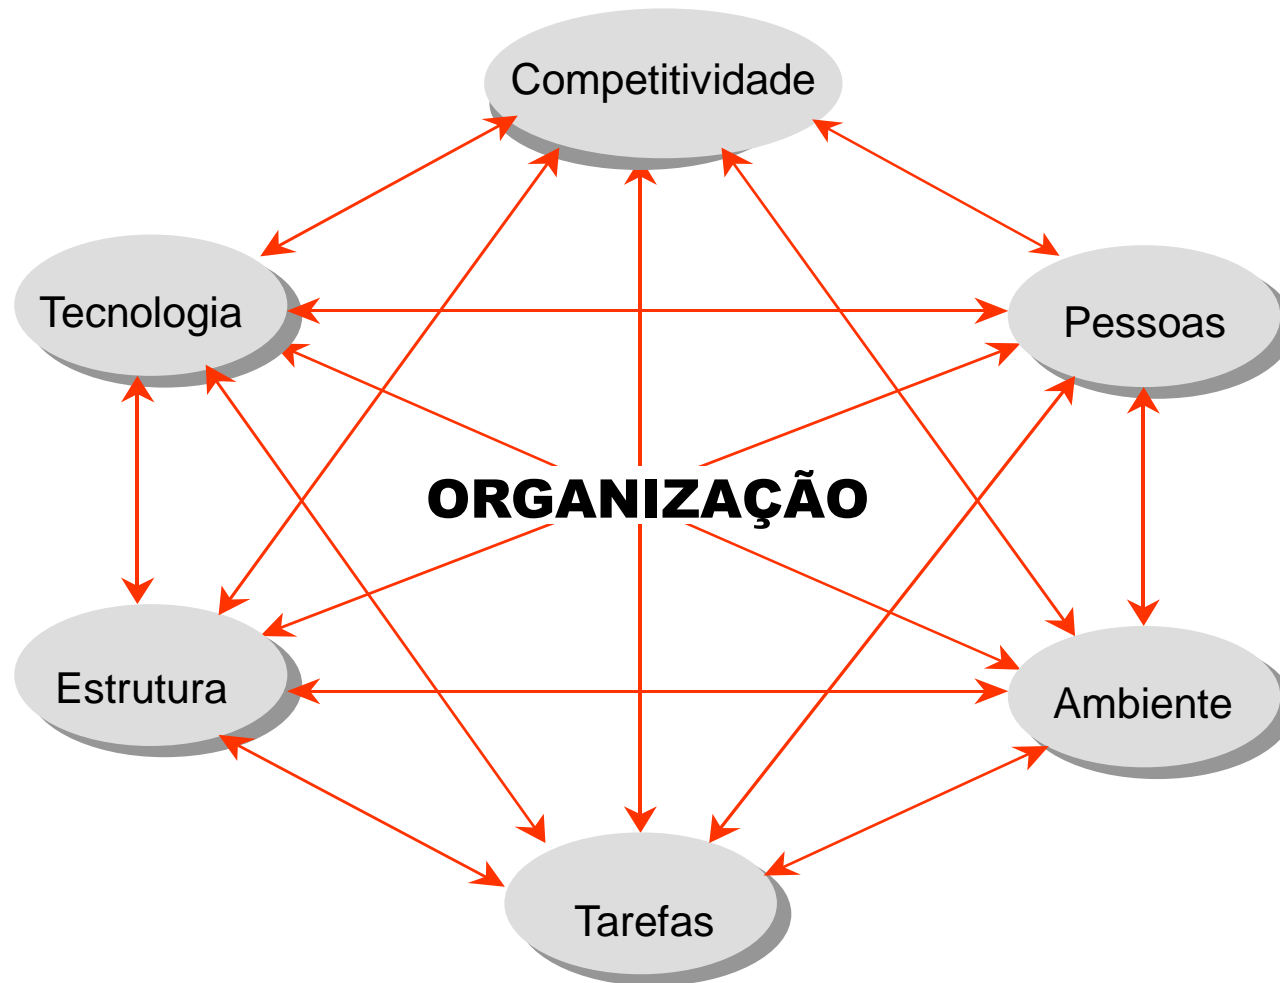 Competitividade
Tecnologia
Pessoas
ORGANIZAÇÃO
Estrutura
Ambiente
Tarefas